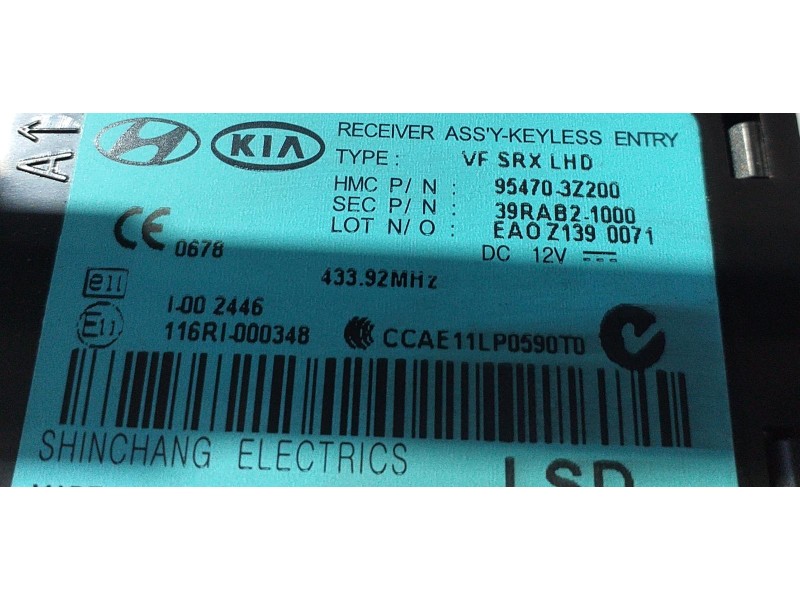 A↑
KIA
RECEIVER ASS'Y-KEYLESS ENTRY
TYPE : VF SRX LHD
HMC P/N : 95470-3Z200
SEC P/N : 39RAB2-1000
LOT N/O : EAO Z139 0071
CE 0678
DC 12V
433.92MHz
e11
I-00 2446
E11
116RI-000348
CCAE11LP0590T0
SHINCHANG ELECTRICS
LSD